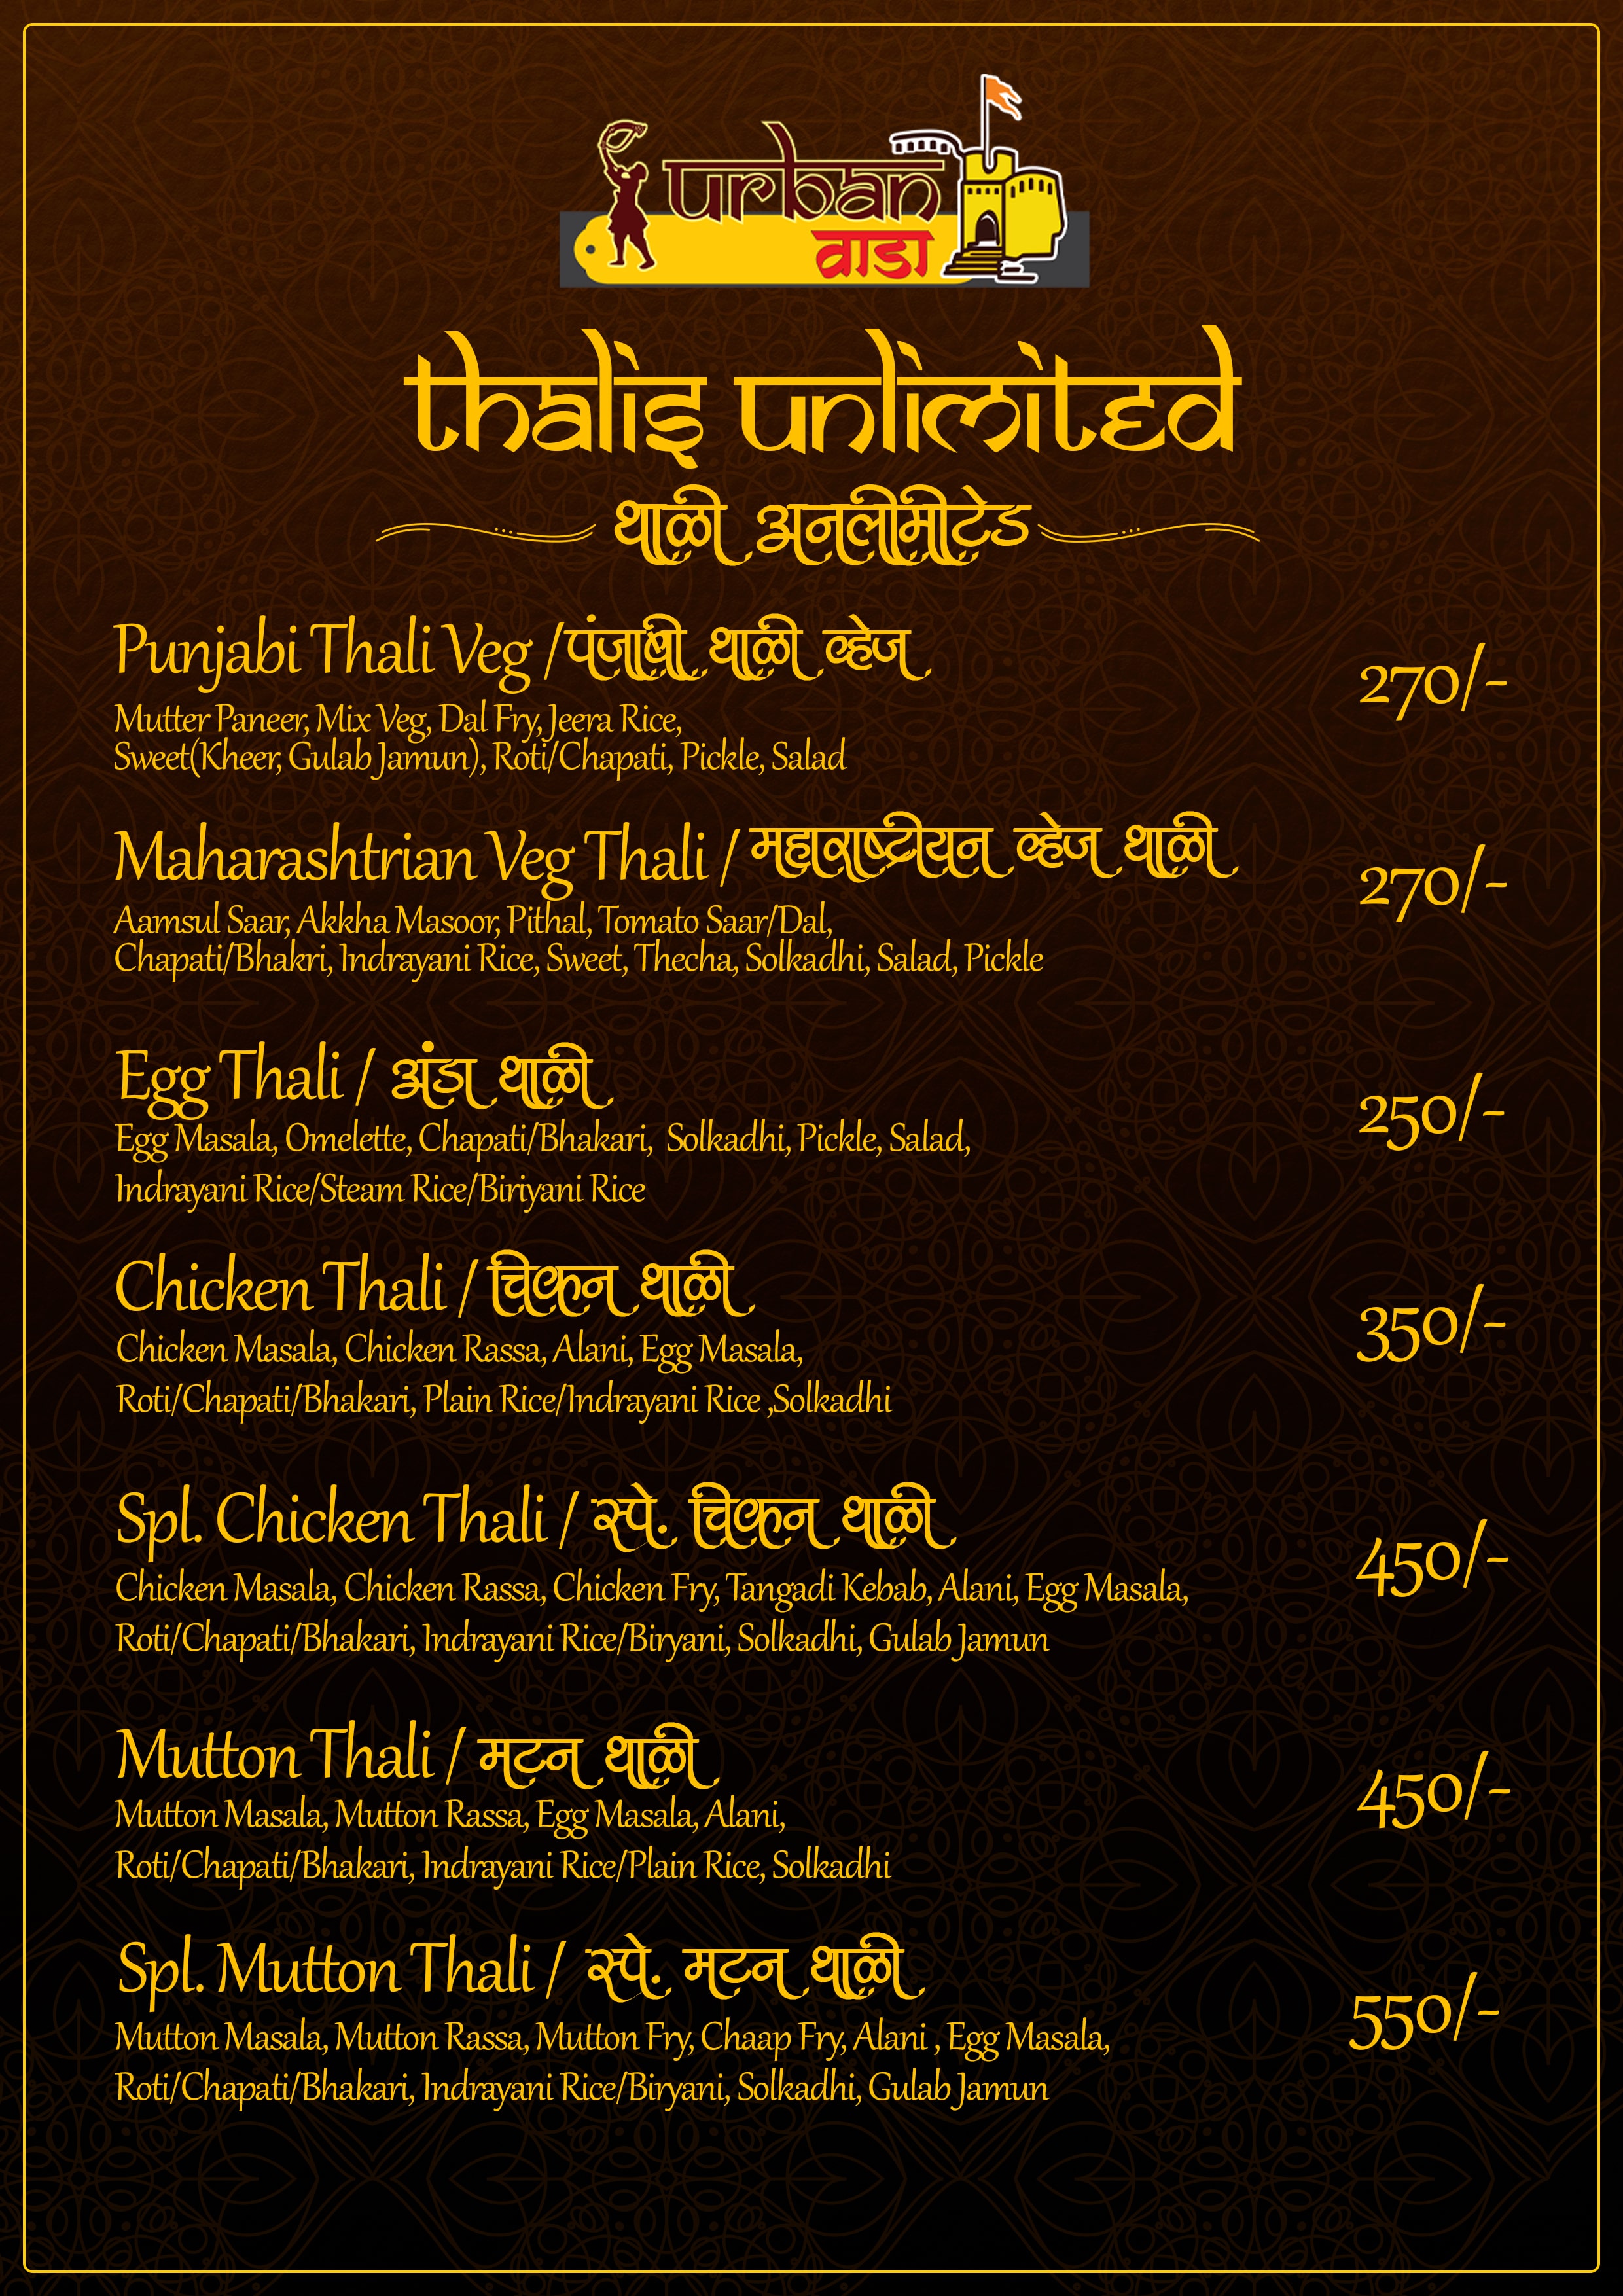 urban
वाडा
thalis unlimited
थाळी अनलीमीटेड
Punjabi Thali Veg /पंजाबी थाळी व्हेज
270/-
Mutter Paneer, Mix Veg, Dal Fry, Jeera Rice,
Sweet(Kheer, Gulab Jamun), Roti/Chapati, Pickle, Salad
Maharashtrian Veg Thali / महाराष्ट्रीयन व्हेज थाळी
270/-
Aamsul Saar, Akkha Masoor, Pithal, Tomato Saar/Dal,
Chapati/Bhakri, Indrayani Rice, Sweet, Thecha, Solkadhi, Salad, Pickle
Egg Thali / अंडा थाळी
250/-
Egg Masala, Omelette, Chapati/Bhakari, Solkadhi, Pickle, Salad,
Indrayani Rice/Steam Rice/Biriyani Rice
Chicken Thali / चिकन थाळी
350/-
Chicken Masala, Chicken Rassa, Alani, Egg Masala,
Roti/Chapati/Bhakari, Plain Rice/Indrayani Rice ,Solkadhi
Spl. Chicken Thali / स्पे. चिकन थाळी
450/-
Chicken Masala, Chicken Rassa, Chicken Fry, Tangadi Kebab, Alani, Egg Masala,
Roti/Chapati/Bhakari, Indrayani Rice/Biryani, Solkadhi, Gulab Jamun
Mutton Thali / मटन थाळी
450/-
Mutton Masala, Mutton Rassa, Egg Masala, Alani,
Roti/Chapati/Bhakari, Indrayani Rice/Plain Rice, Solkadhi
Spl. Mutton Thali / स्पे. मटन थाळी
550/-
Mutton Masala, Mutton Rassa, Mutton Fry, Chaap Fry, Alani , Egg Masala,
Roti/Chapati/Bhakari, Indrayani Rice/Biryani, Solkadhi, Gulab Jamun